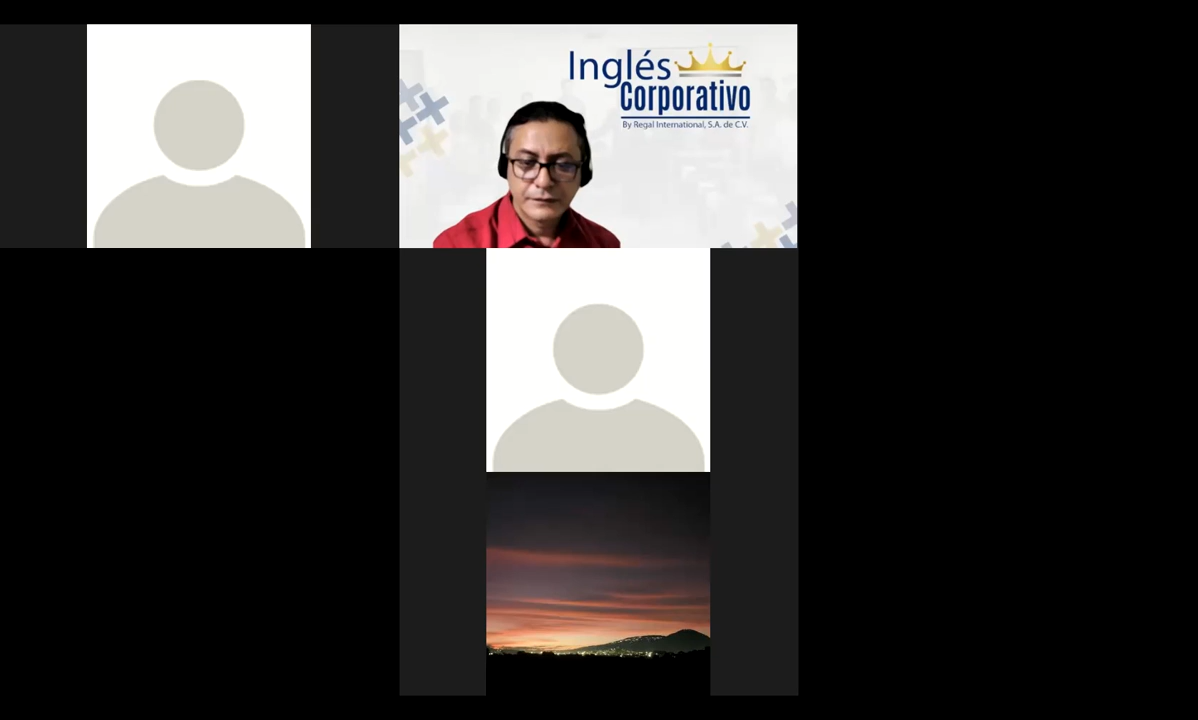 Inglés
Corporativo
By Regal International, S.A. de C.V.